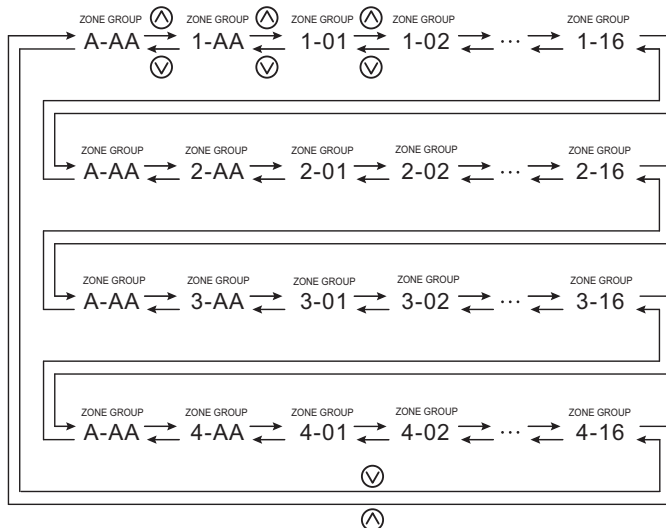 ZONE GROUP ZONE GROUP ZONE GROUP ZONE GROUP ZONE GROUP
A-AA 1-AA 1-01 1-02 ... 1-16
ZONE GROUP ZONE GROUP ZONE GROUP ZONE GROUP ZONE GROUP
A-AA 2-AA 2-01 2-02 ... 2-16
ZONE GROUP ZONE GROUP ZONE GROUP ZONE GROUP ZONE GROUP
A-AA 3-AA 3-01 3-02 ... 3-16
ZONE GROUP ZONE GROUP ZONE GROUP ZONE GROUP ZONE GROUP
A-AA 4-AA 4-01 4-02 ... 4-16